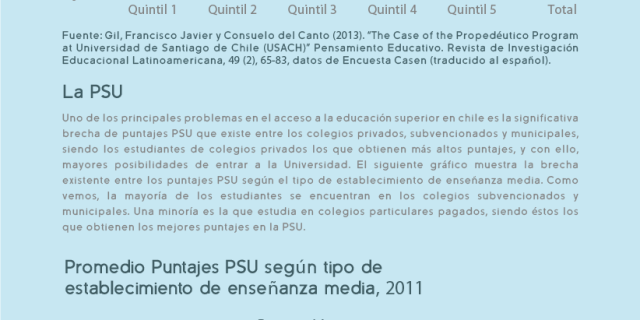 Quintil 1 Quintil 2 Quintil 3 Quintil 4 Quintil 5 Total
Fuente: Gil, Francisco Javier y Consuelo del Canto (2013). "The Case of the Propedéutico Program
at Universidad de Santiago de Chile (USACH)" Pensamiento Educativo. Revista de Investigación
Educacional Latinoamericana, 49 (2), 65-83, datos de Encuesta Casen (traducido al español).
La PSU
Uno de los principales problemas en el acceso a la educación superior en chile es la significativa
brecha de puntajes PSU que existe entre los colegios privados, subvencionados y municipales,
siendo los estudiantes de colegios privados los que obtienen más altos puntajes, y con ello,
mayores posibilidades de entrar a la Universidad. El siguiente gráfico muestra la brecha
existente entre los puntajes PSU según el tipo de establecimiento de enseñanza media. Como
vemos, la mayoría de los estudiantes se encuentran en los colegios subvencionados y
municipales. Una minoría es la que estudia en colegios particulares pagados, siendo éstos los
que obtienen los mejores puntajes en la PSU.
Promedio Puntajes PSU según tipo de
establecimiento de enseñanza media, 2011